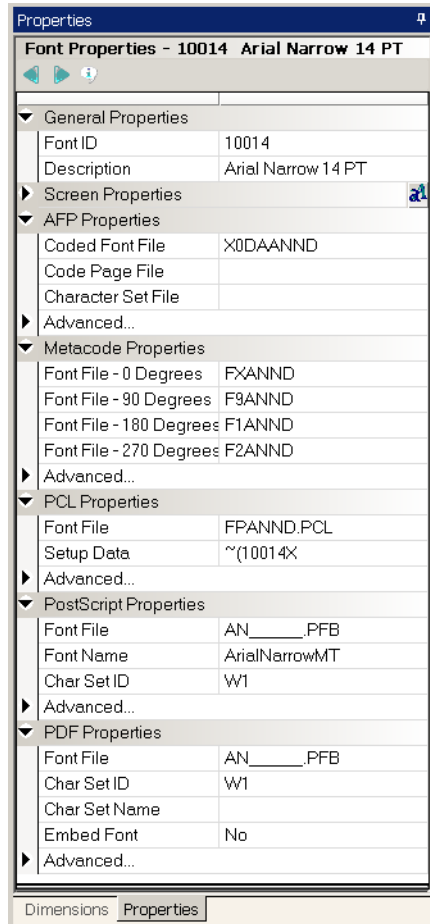 Properties
Font Properties - 10014 Arial Narrow 14 PT
General Properties
Font ID 10014
Description Arial Narrow 14 PT
Screen Properties
AFP Properties
Coded Font File X0DAANND
Code Page File
Character Set File
Advanced...
Metacode Properties
Font File - 0 Degrees FXANND
Font File - 90 Degrees F9ANND
Font File - 180 Degrees F1ANND
Font File - 270 Degrees F2ANND
Advanced...
PCL Properties
Font File FPANND.PCL
Setup Data ~(10014X
Advanced...
PostScript Properties
Font File AN______.PFB
Font Name ArialNarrowMT
Char Set ID W1
Advanced...
PDF Properties
Font File AN______.PFB
Char Set ID W1
Char Set Name
Embed Font No
Advanced...
Dimensions Properties